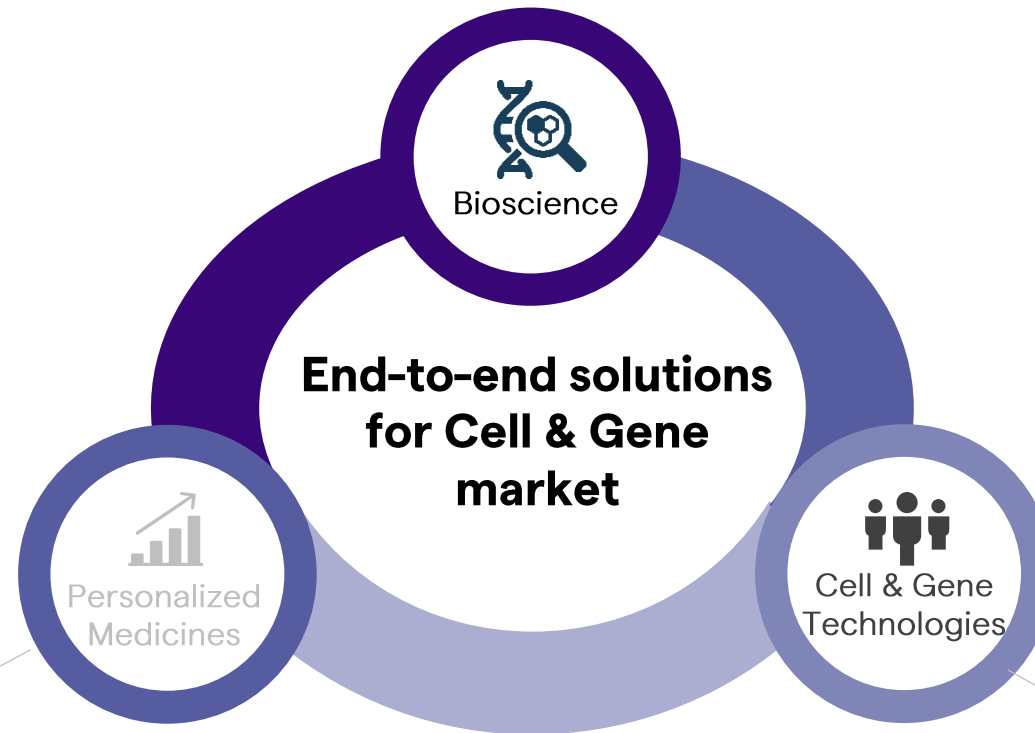 Bioscience
End-to-end solutions
for Cell & Gene
market
Personalized
Medicines
Cell & Gene
Technologies